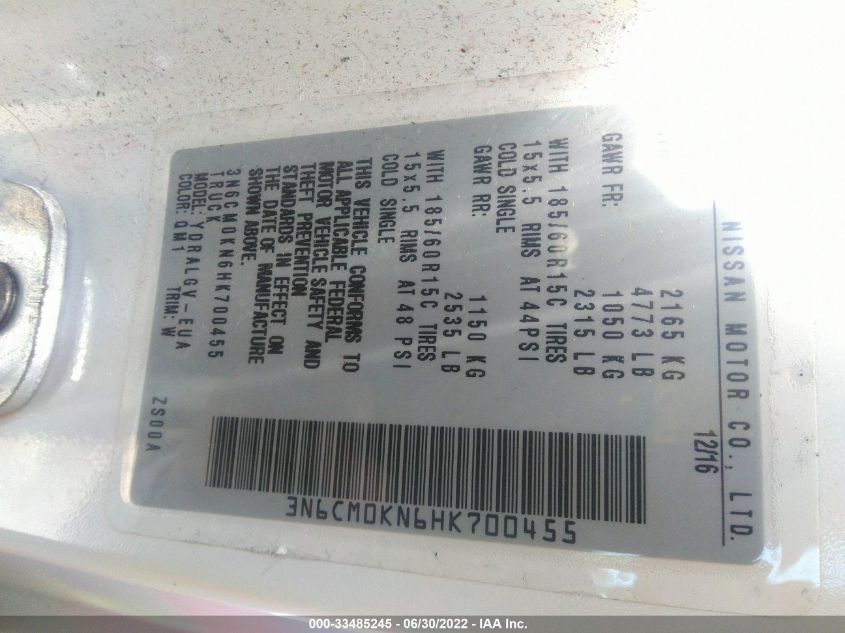 NISSAN MOTOR CO., LTD.
12/16
2165 KG
4773 LB
GAWR FR: 1050 KG
2315 LB
WITH 185/60R15C TIRES
15x5.5 RIMS AT 44PSI
COLD SINGLE
GAWR RR: 1150 KG
2535 LB
WITH 185/60R15C TIRES
15x5.5 RIMS AT 48 PSI
COLD SINGLE
THIS VEHICLE CONFORMS TO
ALL APPLICABLE FEDERAL
MOTOR VEHICLE SAFETY AND
THEFT PREVENTION
STANDARDS IN EFFECT ON
THE DATE OF MANUFACTURE
SHOWN ABOVE.
3N6CM0KN6HK700455
TRUCK
MODEL: YDRALGV-EUA
COLOR: QM1 TRIM: W
ZS00A
3N6CM0KN6HK700455
000-33485245 - 06/30/2022 - IAA Inc.